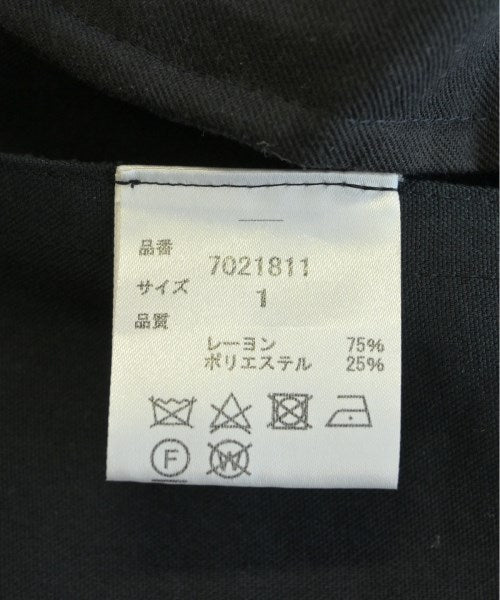 品番 7021811
サイズ 1
品質
レーヨン 75%
ポリエステル 25%
F W